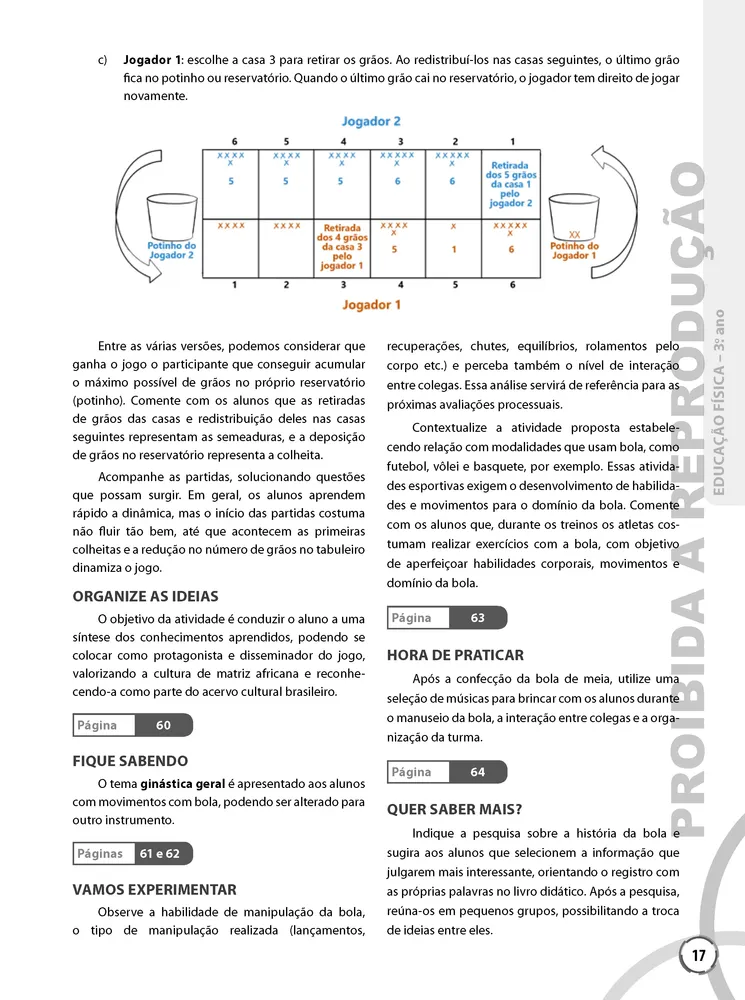 c) Jogador 1: escolhe a casa 3 para retirar os grãos. Ao redistribuí-los nas casas seguintes, o último grão
fica no potinho ou reservatório. Quando o último grão cai no reservatório, o jogador tem direito de jogar
novamente.
Jogador 2
6 5 4 3 2 1
X X X X X X X X X X X X X X X X X X X X X X
X X X X X
5 5 5 6 6
Retirada
dos 5 grãos
da casa 1
pelo
jogador 2
Potinho do
Jogador 2
X X X X X X X X
Retirada
dos 4 grãos
da casa 3
pelo
jogador 1
X X X X
X
5
X
1
X X X X X
X
6
XX
Potinho do
Jogador 1
1 2 3 4 5 6
Jogador 1
Entre as várias versões, podemos considerar que
ganha o jogo o participante que conseguir acumular
o máximo possível de grãos no próprio reservatório
(potinho). Comente com os alunos que as retiradas
de grãos das casas e redistribuição deles nas casas
seguintes representam as semeaduras, e a deposição
de grãos no reservatório representa a colheita.
Acompanhe as partidas, solucionando questões
que possam surgir. Em geral, os alunos aprendem
rápido a dinâmica, mas o início das partidas costuma
não fluir tão bem, até que acontecem as primeiras
colheitas e a redução no número de grãos no tabuleiro
dinamiza o jogo.
ORGANIZE AS IDEIAS
O objetivo da atividade é conduzir o aluno a uma
síntese dos conhecimentos aprendidos, podendo se
colocar como protagonista e disseminador do jogo,
valorizando a cultura de matriz africana e reconhe-
cendo-a como parte do acervo cultural brasileiro.
Página 60
FIQUE SABENDO
O tema ginástica geral é apresentado aos alunos
com movimentos com bola, podendo ser alterado para
outro instrumento.
Páginas 61 e 62
VAMOS EXPERIMENTAR
Observe a habilidade de manipulação da bola,
o tipo de manipulação realizada (lançamentos,
recuperações, chutes, equilíbrios, rolamentos pelo
corpo etc.) e perceba também o nível de interação
entre colegas. Essa análise servirá de referência para as
próximas avaliações processuais.
Contextualize a atividade proposta estabele-
cendo relação com modalidades que usam bola, como
futebol, vôlei e basquete, por exemplo. Essas ativida-
des esportivas exigem o desenvolvimento de habilida-
des e movimentos para o domínio da bola. Comente
com os alunos que, durante os treinos os atletas cos-
tumam realizar exercícios com a bola, com objetivo
de aperfeiçoar habilidades corporais, movimentos e
domínio da bola.
Página 63
HORA DE PRATICAR
Após a confecção da bola de meia, utilize uma
seleção de músicas para brincar com os alunos durante
o manuseio da bola, a interação entre colegas e a orga-
nização da turma.
Página 64
QUER SABER MAIS?
Indique a pesquisa sobre a história da bola e
sugira aos alunos que selecionem a informação que
julgarem mais interessante, orientando o registro com
as próprias palavras no livro didático. Após a pesquisa,
reúna-os em pequenos grupos, possibilitando a troca
de ideias entre eles.
PROIBIDA A REPRODUÇÃO
EDUCAÇÃO FÍSICA – 3º. ano
17